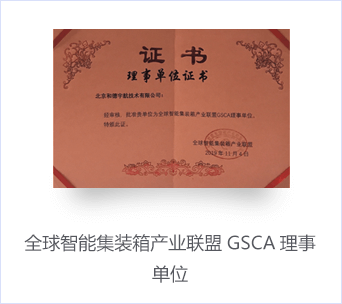 证书
理事单位证书
北京和德宇航技术有限公司：
经审核，批准贵单位为全球智能集装箱产业联盟GSCA理事单位。
特颁此证。
全球智能集装箱产业联盟
2019年11月6日
全球智能集装箱产业联盟 GSCA 理事
单位